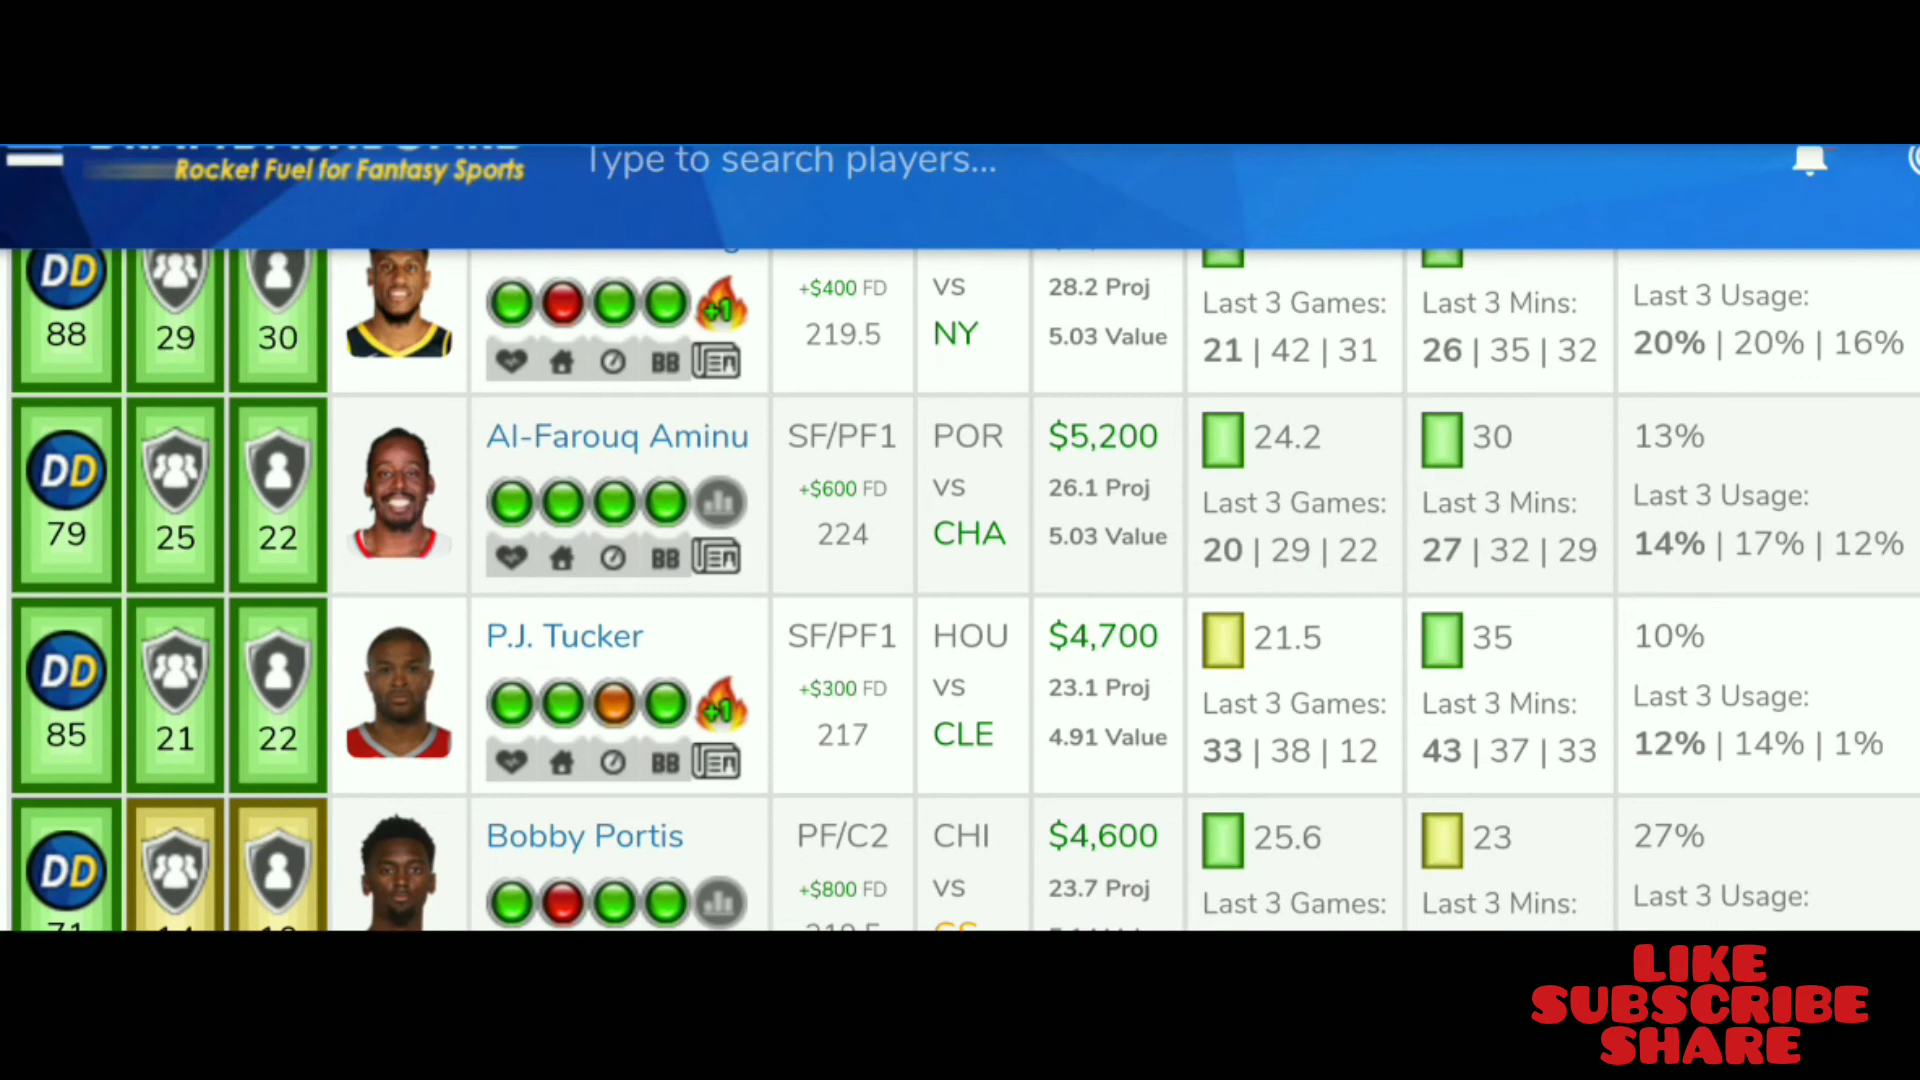 Rocket Fuel for Fantasy Sports
Type to search players...
DD 88
29
30
+1
BB
+$400 FD
219.5
VS
NY
28.2 Proj
5.03 Value
Last 3 Games:
21 | 42 | 31
Last 3 Mins:
26 | 35 | 32
Last 3 Usage:
20% | 20% | 16%
DD 79
25
22
Al-Farouq Aminu
BB
SF/PF1
+$600 FD
224
POR
VS
CHA
$5,200
26.1 Proj
5.03 Value
24.2
Last 3 Games:
20 | 29 | 22
30
Last 3 Mins:
27 | 32 | 29
13%
Last 3 Usage:
14% | 17% | 12%
DD 85
21
22
P.J. Tucker
+1
BB
SF/PF1
+$300 FD
217
HOU
VS
CLE
$4,700
23.1 Proj
4.91 Value
21.5
Last 3 Games:
33 | 38 | 12
35
Last 3 Mins:
43 | 37 | 33
10%
Last 3 Usage:
12% | 14% | 1%
DD
Bobby Portis
PF/C2
+$800 FD
CHI
VS
$4,600
23.7 Proj
25.6
Last 3 Games:
23
Last 3 Mins:
27%
Last 3 Usage:
LIKE
SUBSCRIBE
SHARE